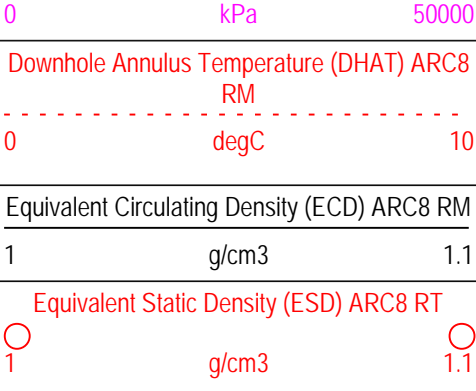 0 kPa 50000
Downhole Annulus Temperature (DHAT) ARC8
RM
0 degC 10
Equivalent Circulating Density (ECD) ARC8 RM
1 g/cm3 1.1
Equivalent Static Density (ESD) ARC8 RT
1 g/cm3 1.1